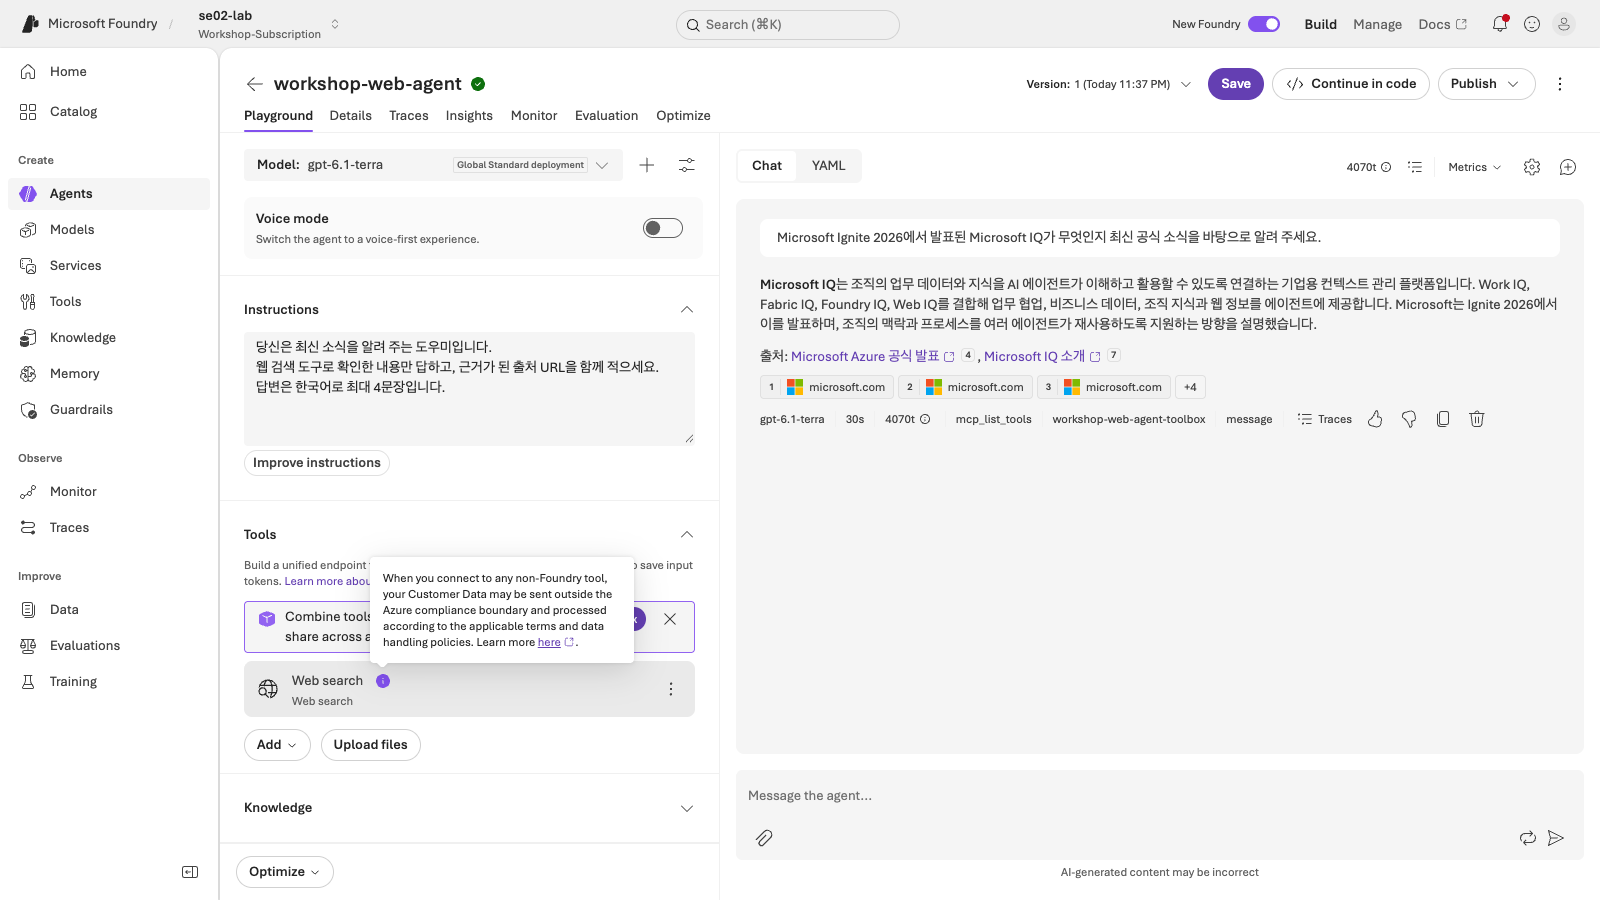 Microsoft Foundry
/
se02-lab
Workshop-Subscription
Search (⌘K)
New Foundry
Build
Manage
Docs
Home
Catalog
Create
Agents
Models
Services
Tools
Knowledge
Memory
Guardrails
Observe
Monitor
Traces
Improve
Data
Evaluations
Training
workshop-web-agent
Version: 1 (Today 11:37 PM)
Save
Continue in code
Publish
Playground
Details
Traces
Insights
Monitor
Evaluation
Optimize
Model: gpt-6.1-terra
Global Standard deployment
Voice mode
Switch the agent to a voice-first experience.
Instructions
당신은 최신 소식을 알려 주는 도우미입니다.
웹 검색 도구로 확인한 내용만 답하고, 근거가 된 출처 URL을 함께 적으세요.
답변은 한국어로 최대 4문장입니다.
Improve instructions
Tools
Build a unified endpoint
save input
tokens. Learn more abou
When you connect to any non-Foundry tool,
your Customer Data may be sent outside the
Azure compliance boundary and processed
according to the applicable terms and data
handling policies. Learn more here .
Combine tools
share across a
Web search
Web search
Add
Upload files
Knowledge
Optimize
Chat
YAML
4070t
Metrics
Microsoft Ignite 2026에서 발표된 Microsoft IQ가 무엇인지 최신 공식 소식을 바탕으로 알려 주세요.
Microsoft IQ는 조직의 업무 데이터와 지식을 AI 에이전트가 이해하고 활용할 수 있도록 연결하는 기업용 컨텍스트 관리 플랫폼입니다. Work IQ,
Fabric IQ, Foundry IQ, Web IQ를 결합해 업무 협업, 비즈니스 데이터, 조직 지식과 웹 정보를 에이전트에 제공합니다. Microsoft는 Ignite 2026에서
이를 발표하며, 조직의 맥락과 프로세스를 여러 에이전트가 재사용하도록 지원하는 방향을 설명했습니다.
출처: Microsoft Azure 공식 발표 4 , Microsoft IQ 소개 7
1 microsoft.com
2 microsoft.com
3 microsoft.com
+4
gpt-6.1-terra
30s
4070t
mcp_list_tools
workshop-web-agent-toolbox
message
Traces
Message the agent...
AI-generated content may be incorrect